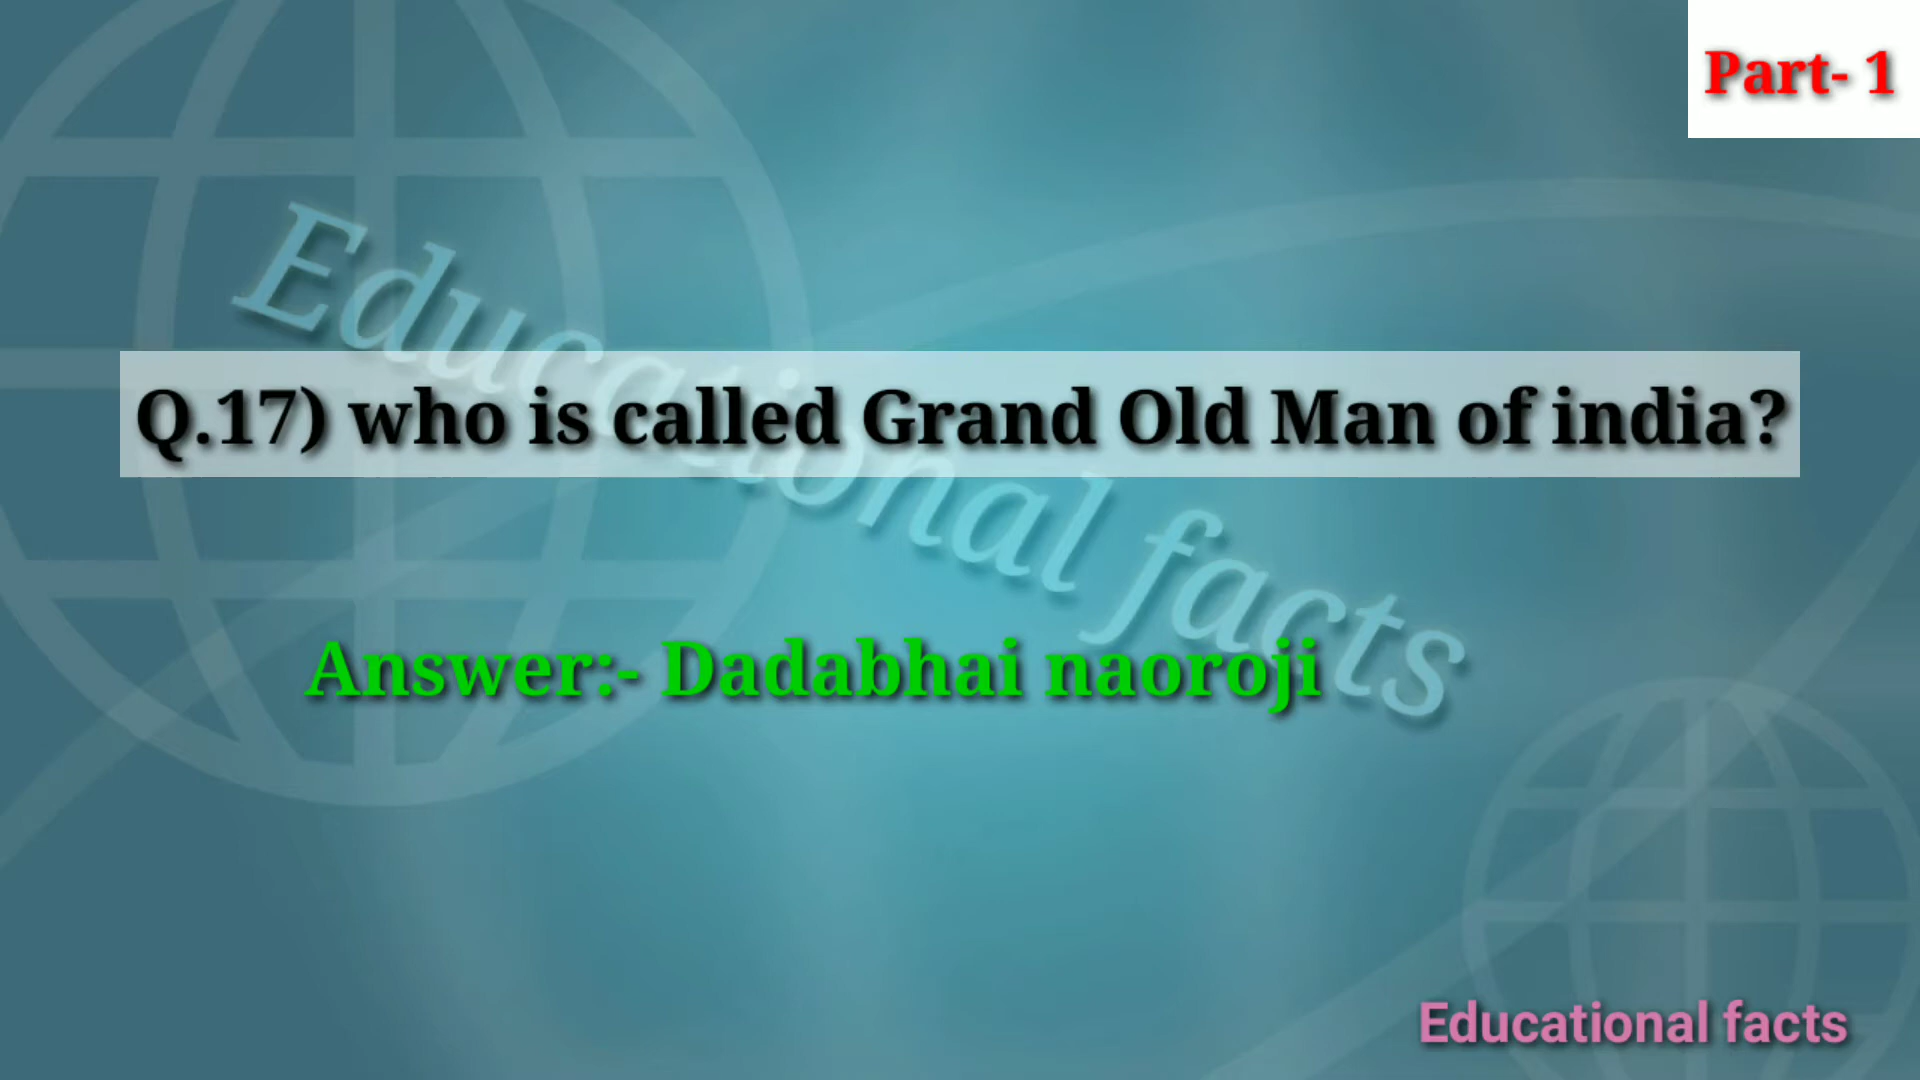 Part- 1
Educational facts
Q.17) who is called Grand Old Man of india?
Answer:- Dadabhai naoroji
Educational facts